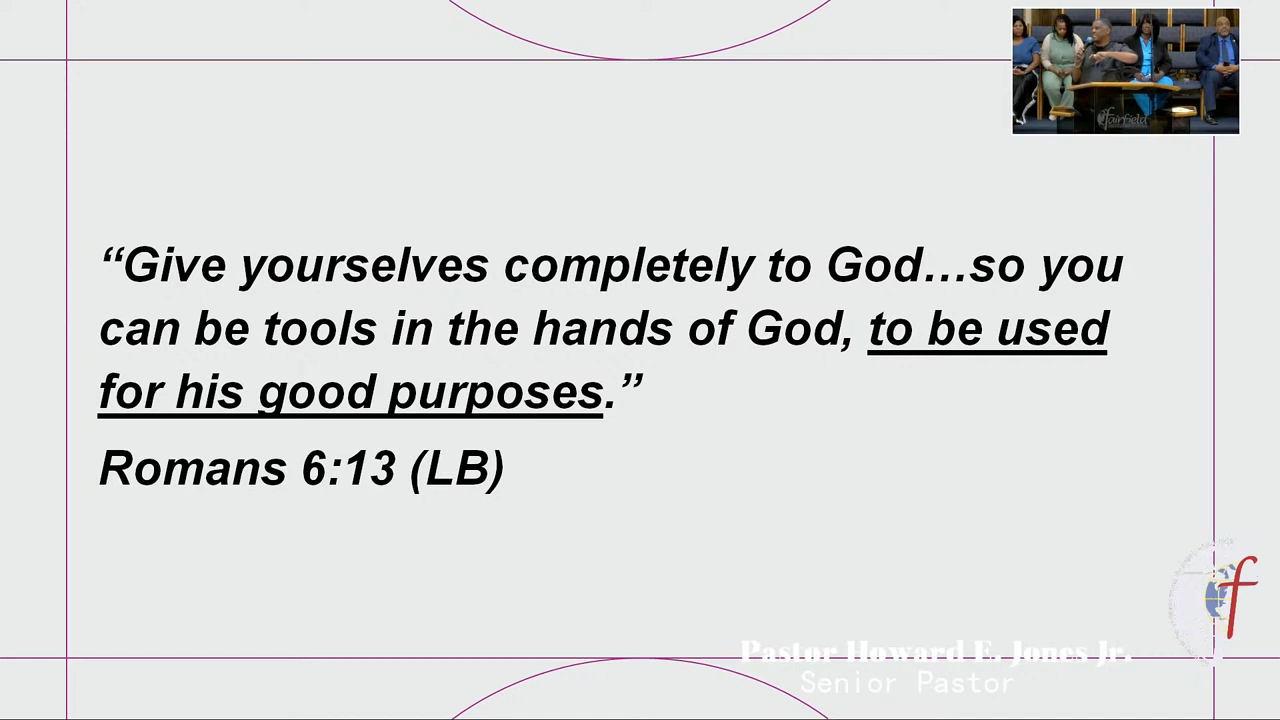 fairfield
“Give yourselves completely to God…so you
can be tools in the hands of God, to be used
for his good purposes.”
Romans 6:13 (LB)
f
Pastor Howard E. Jones Jr.
Senior Pastor